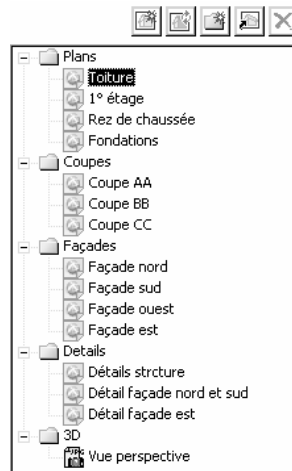 Plans
Toiture
1° étage
Rez de chaussée
Fondations
Coupes
Coupe AA
Coupe BB
Coupe CC
Façades
Façade nord
Façade sud
Façade ouest
Façade est
Details
Détails strcture
Détail façade nord et sud
Détail façade est
3D
Vue perspective